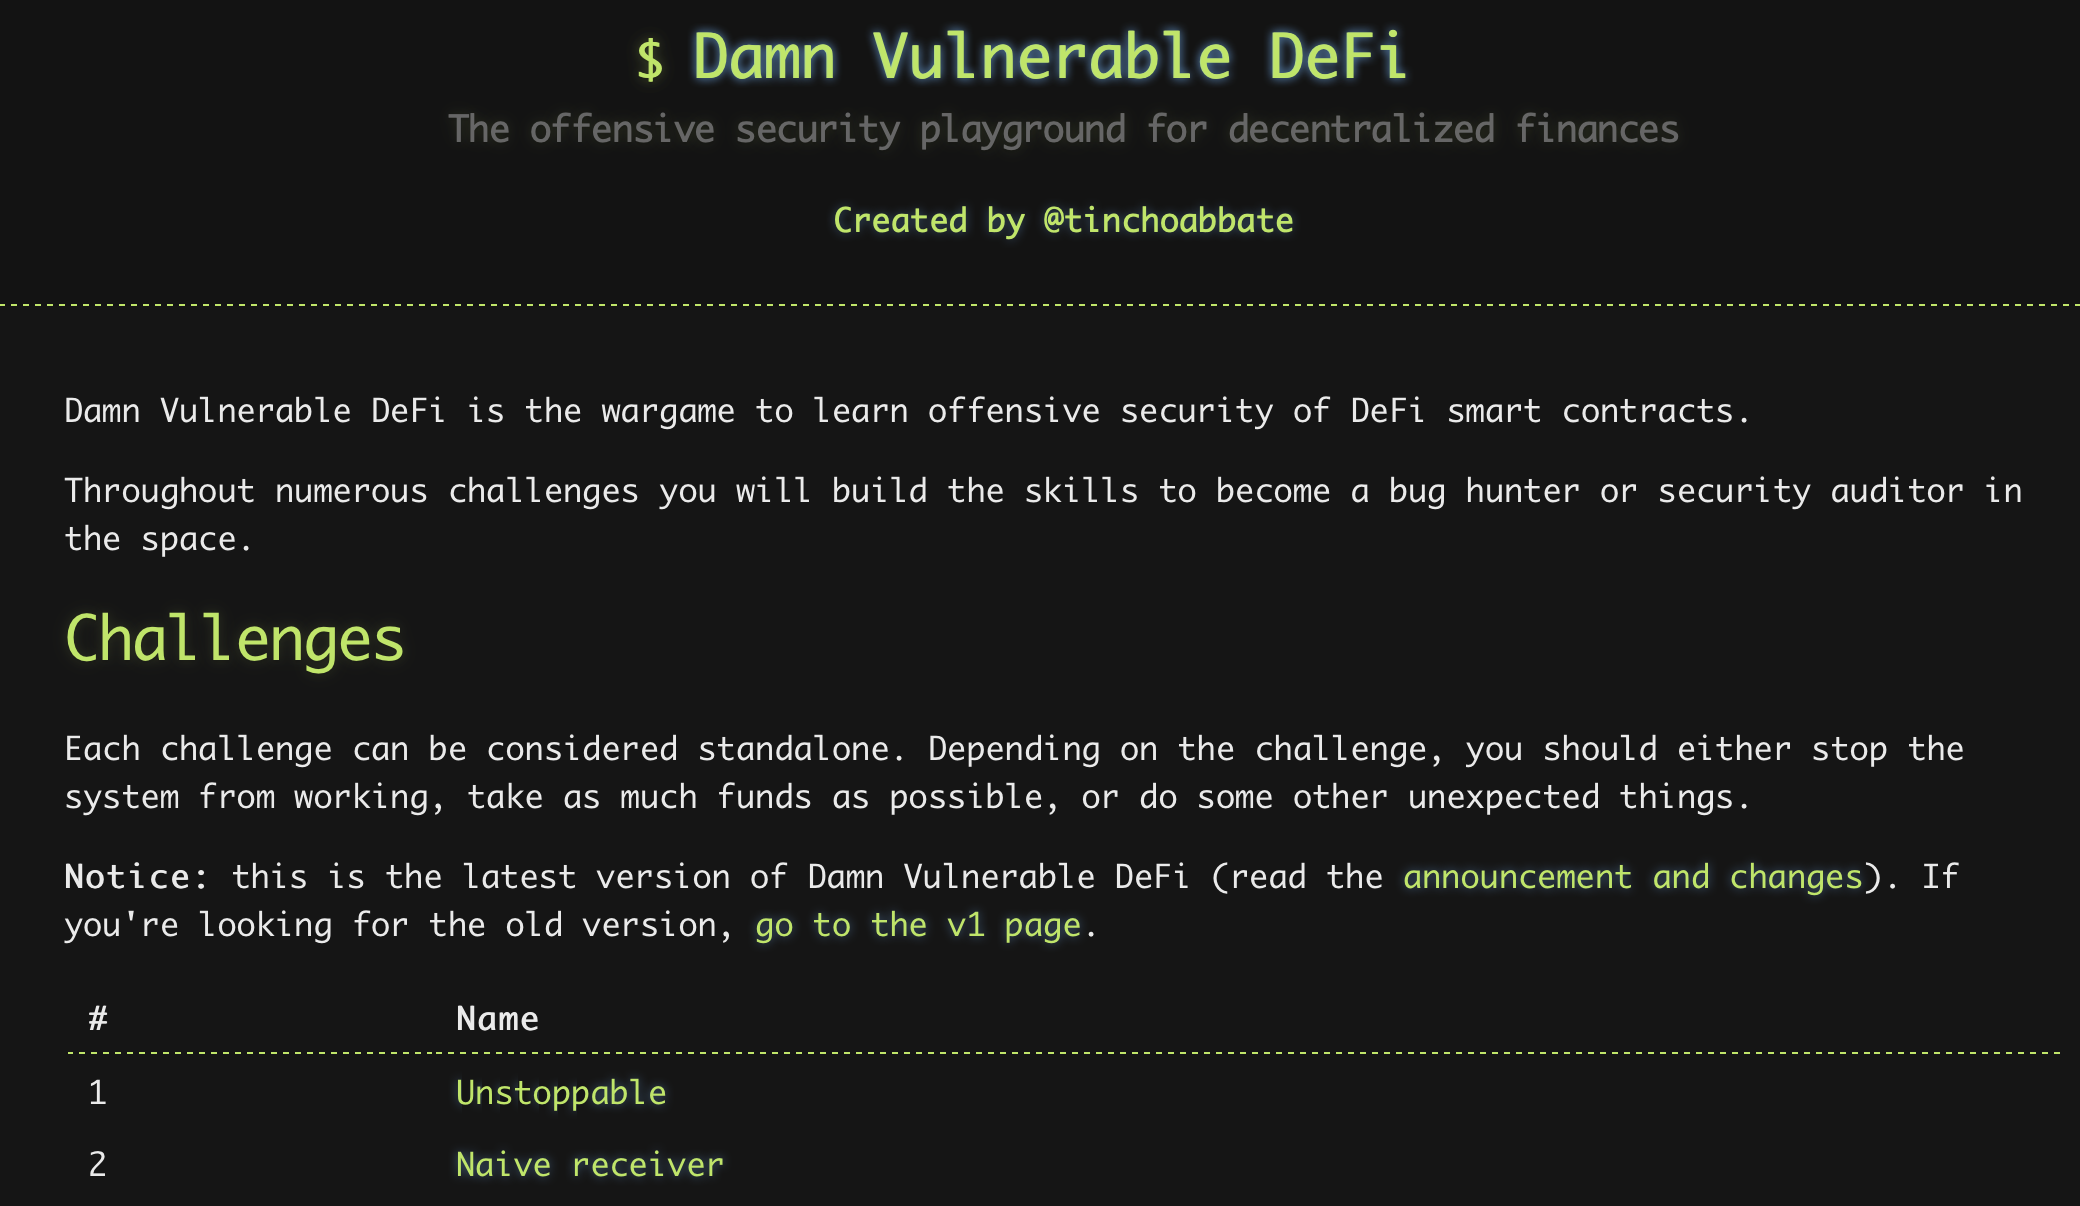 $ Damn Vulnerable DeFi
The offensive security playground for decentralized finances
Created by @tinchoabbate
Damn Vulnerable DeFi is the wargame to learn offensive security of DeFi smart contracts.
Throughout numerous challenges you will build the skills to become a bug hunter or security auditor in
the space.
Challenges
Each challenge can be considered standalone. Depending on the challenge, you should either stop the
system from working, take as much funds as possible, or do some other unexpected things.
Notice: this is the latest version of Damn Vulnerable DeFi (read the announcement and changes). If
you're looking for the old version, go to the v1 page.
# Name
1 Unstoppable
2 Naive receiver